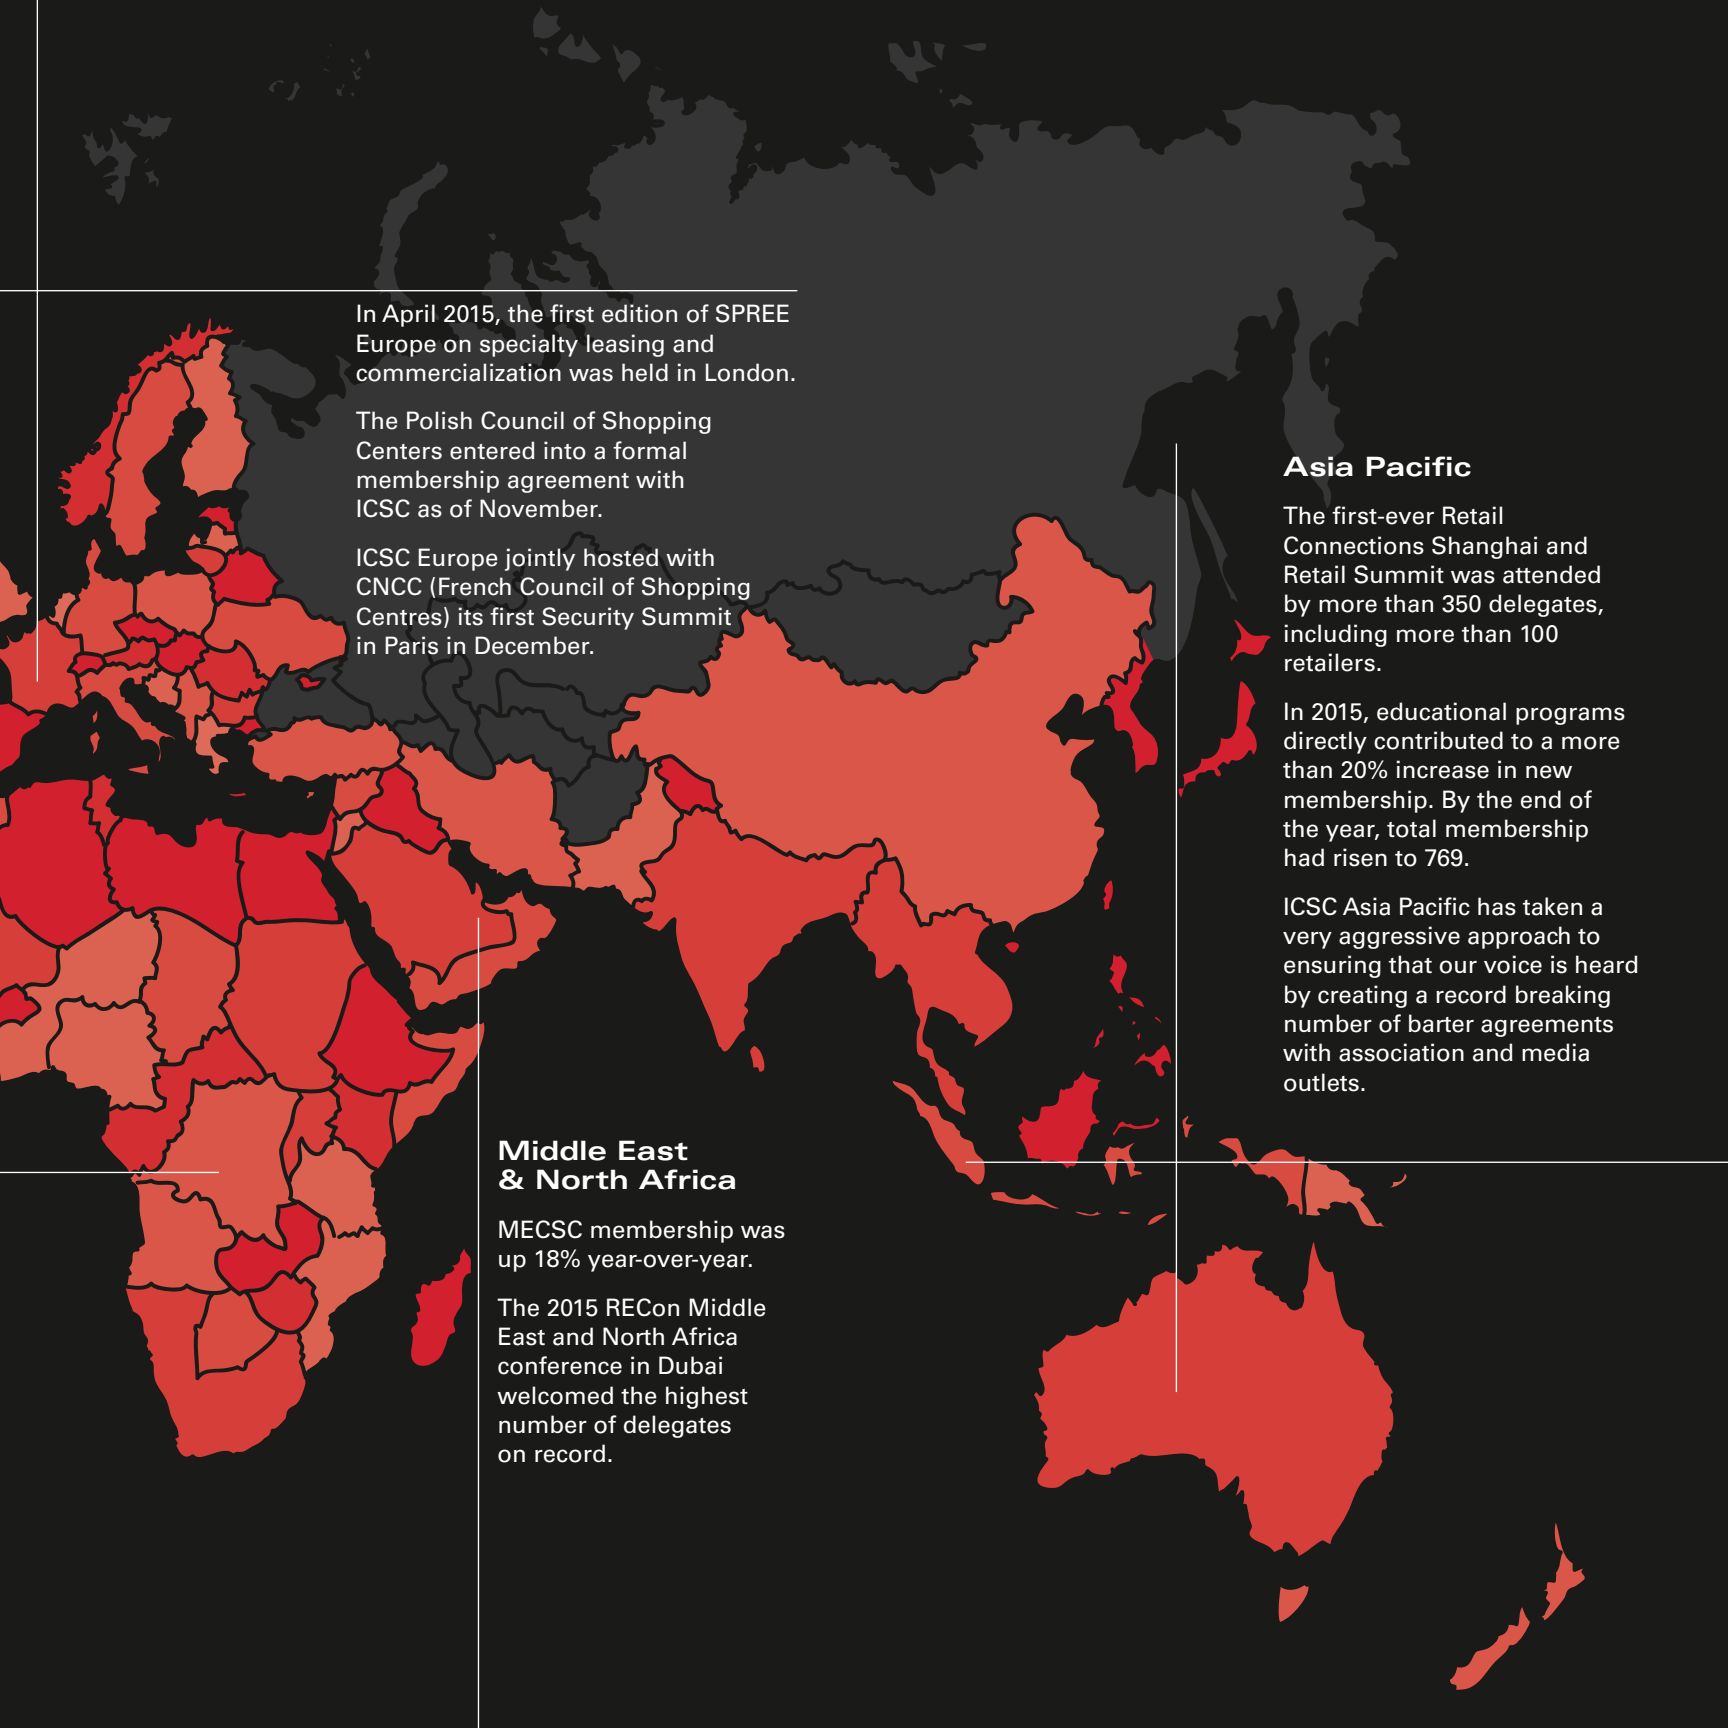 In April 2015, the first edition of SPREE
Europe on specialty leasing and
commercialization was held in London.
The Polish Council of Shopping
Centers entered into a formal
membership agreement with
ICSC as of November.
ICSC Europe jointly hosted with
CNCC (French Council of Shopping
Centres) its first Security Summit
in Paris in December.
Middle East
& North Africa
MECSC membership was
up 18% year-over-year.
The 2015 RECon Middle
East and North Africa
conference in Dubai
welcomed the highest
number of delegates
on record.
Asia Pacific
The first-ever Retail
Connections Shanghai and
Retail Summit was attended
by more than 350 delegates,
including more than 100
retailers.
In 2015, educational programs
directly contributed to a more
than 20% increase in new
membership. By the end of
the year, total membership
had risen to 769.
ICSC Asia Pacific has taken a
very aggressive approach to
ensuring that our voice is heard
by creating a record breaking
number of barter agreements
with association and media
outlets.